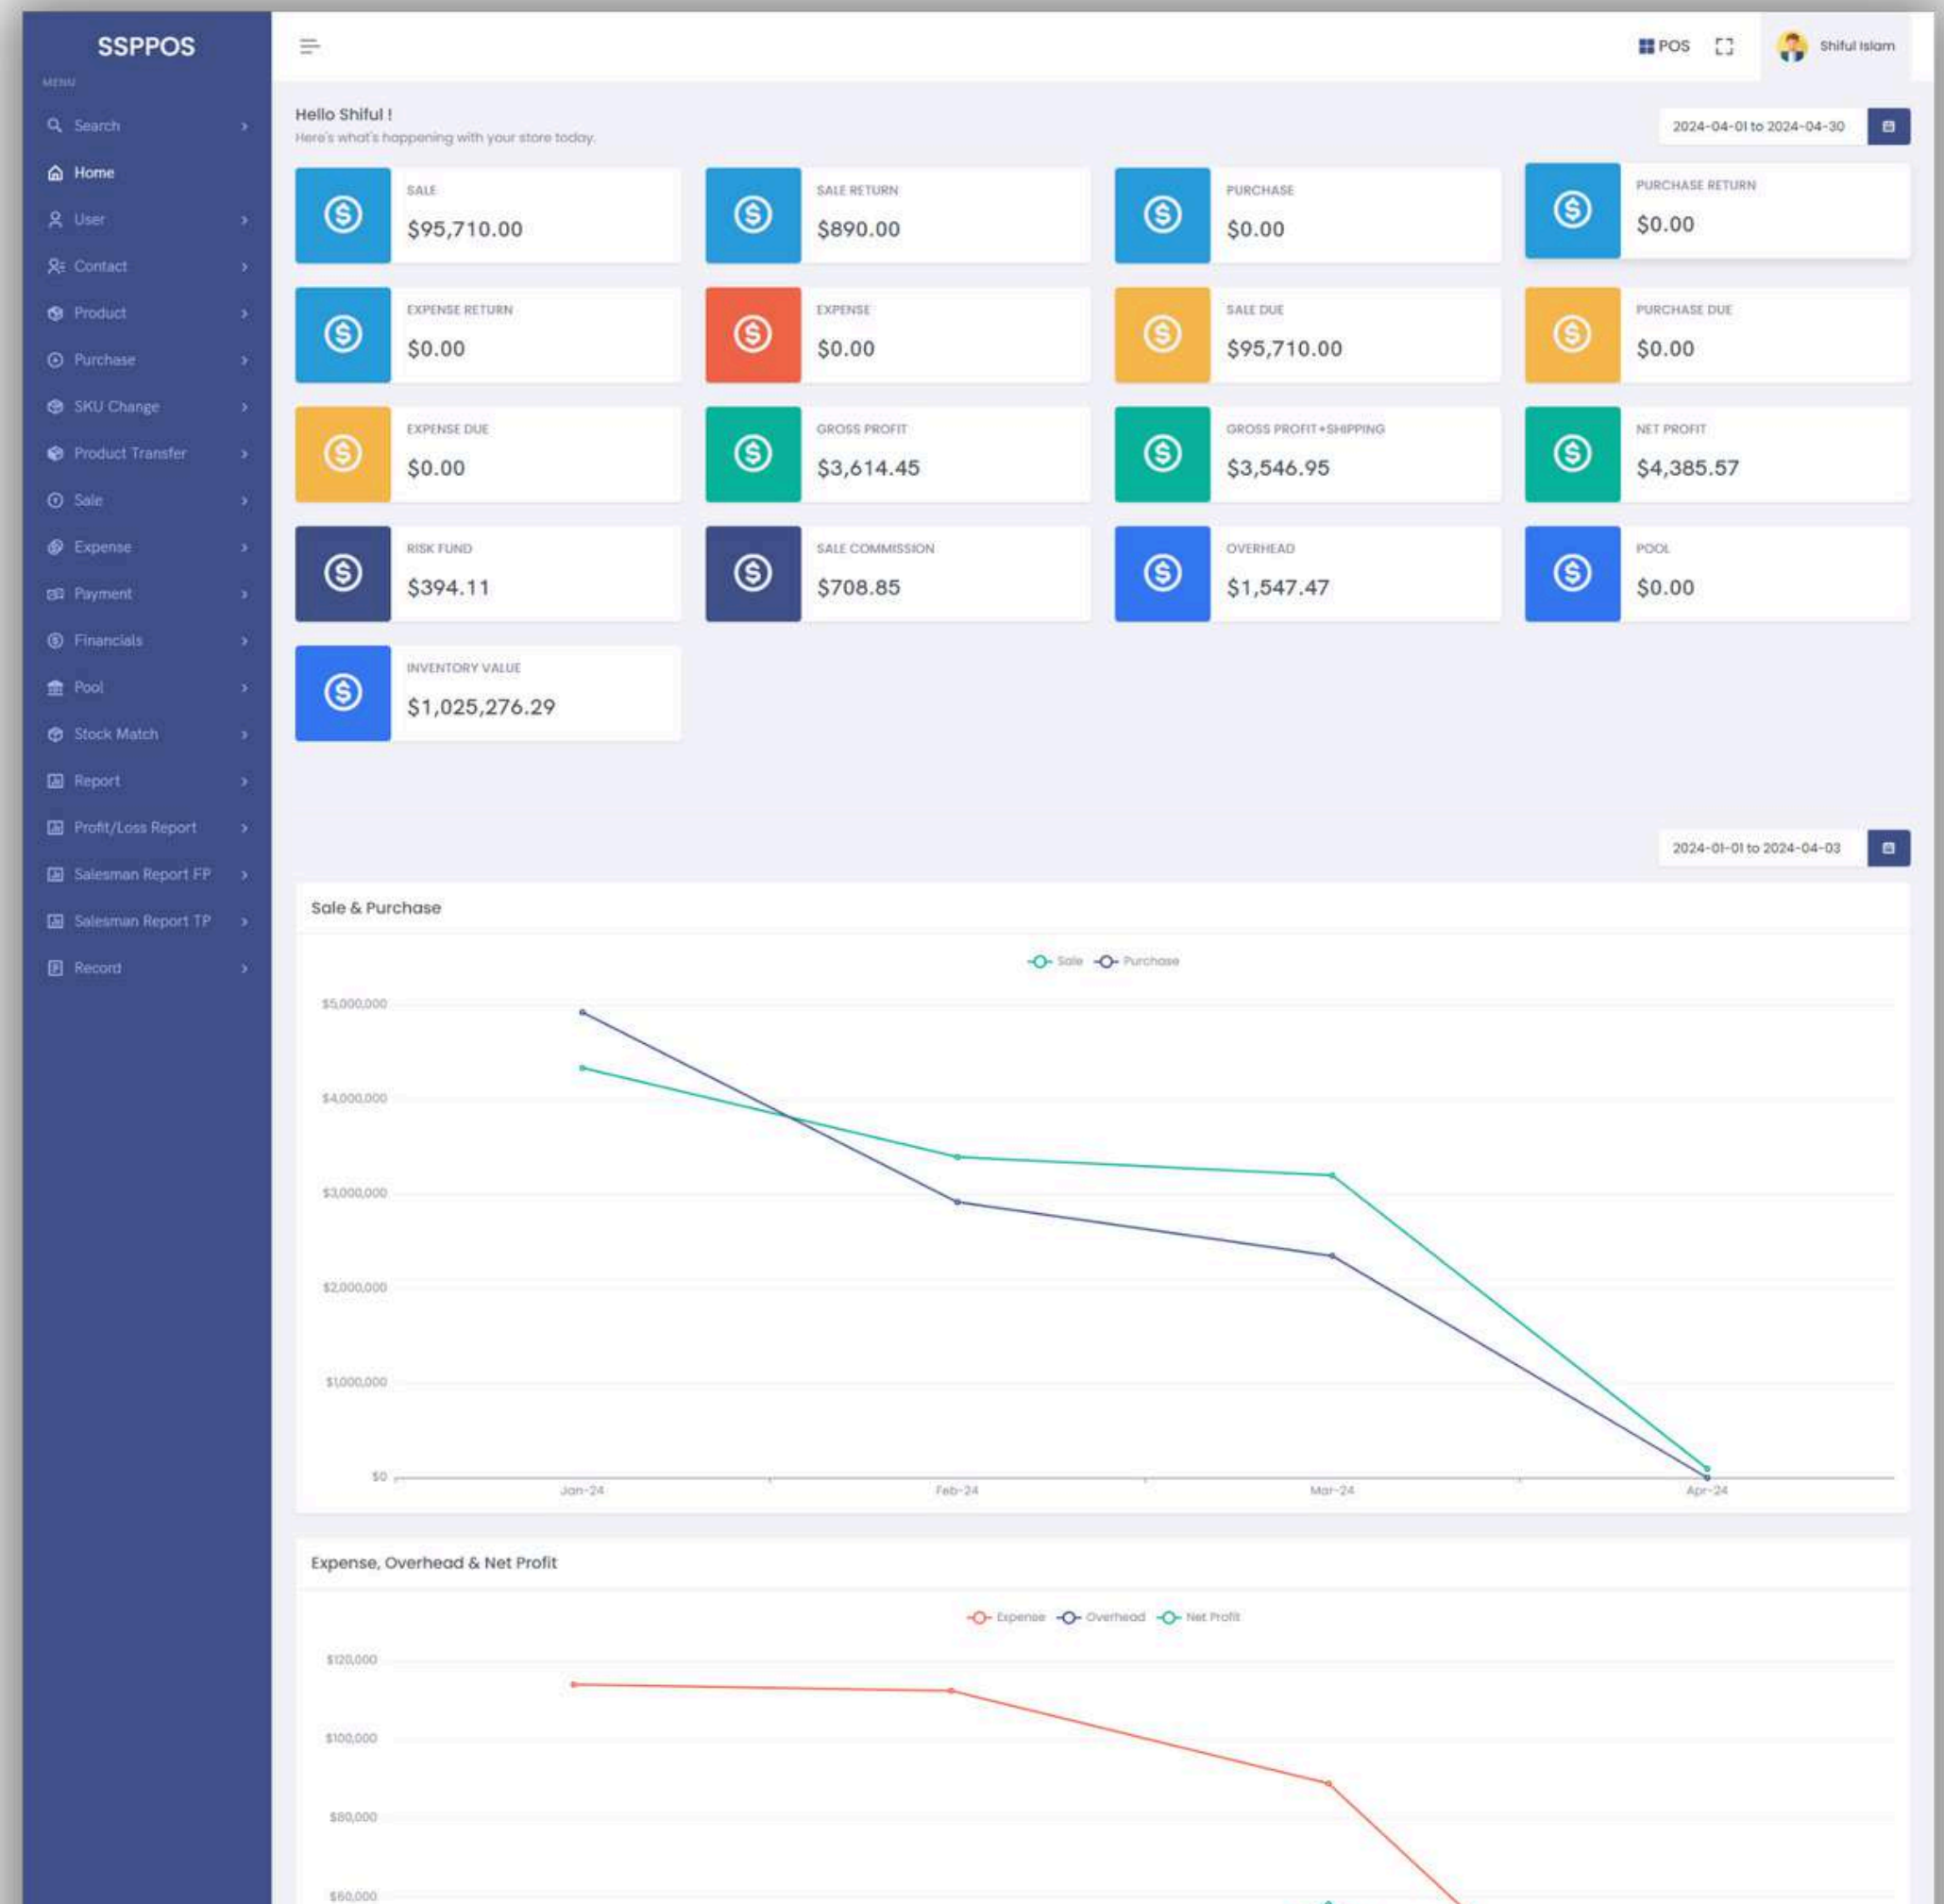 SSPPOS
MENU
Search
Home
User
Contact
Product
Purchase
SKU Change
Product Transfer
Sale
Expense
Payment
Financials
Pool
Stock Match
Report
Profit/Loss Report
Salesman Report FP
Salesman Report TP
Record
POS
Shiful Islam
Hello Shiful !
Here's what's happening with your store today.
2024-04-01 to 2024-04-30
SALE
$95,710.00
SALE RETURN
$890.00
PURCHASE
$0.00
PURCHASE RETURN
$0.00
EXPENSE RETURN
$0.00
EXPENSE
$0.00
SALE DUE
$95,710.00
PURCHASE DUE
$0.00
EXPENSE DUE
$0.00
GROSS PROFIT
$3,614.45
GROSS PROFIT+SHIPPING
$3,546.95
NET PROFIT
$4,385.57
RISK FUND
$394.11
SALE COMMISSION
$708.85
OVERHEAD
$1,547.47
POOL
$0.00
INVENTORY VALUE
$1,025,276.29
2024-01-01 to 2024-04-03
Sale & Purchase
Sale Purchase
$5,000,000
$4,000,000
$3,000,000
$2,000,000
$1,000,000
$0
Jan-24 Feb-24 Mar-24 Apr-24
Expense, Overhead & Net Profit
Expense Overhead Net Profit
$120,000
$100,000
$80,000
$60,000